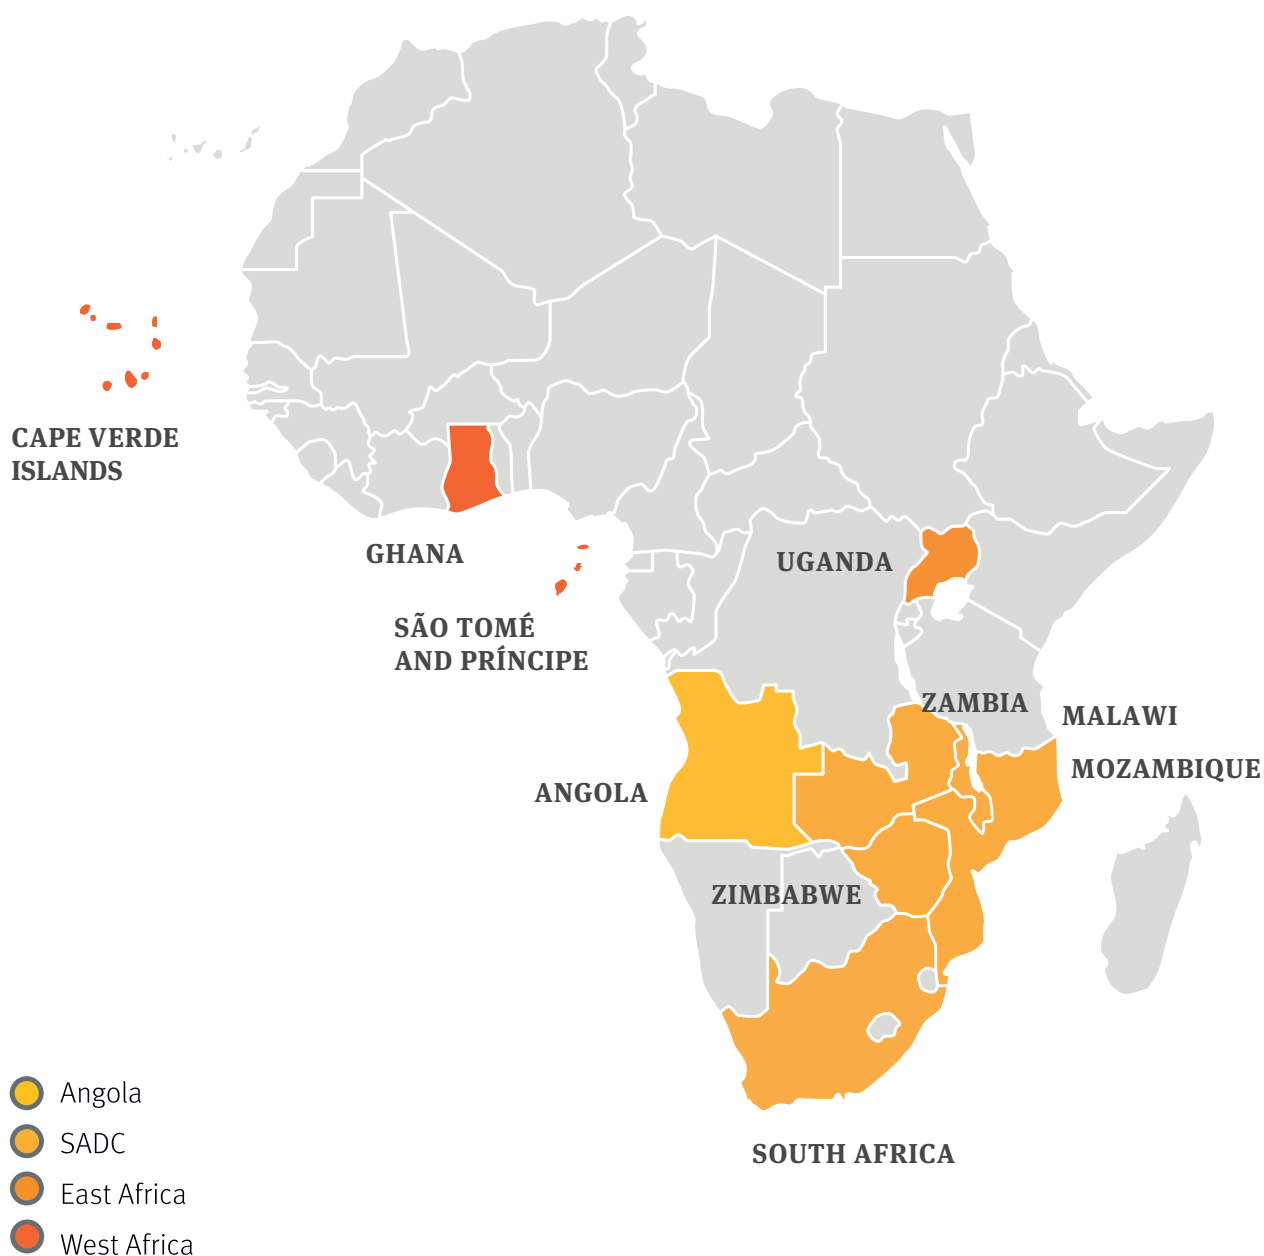 CAPE VERDE
ISLANDS
GHANA
UGANDA
SÃO TOMÉ
AND PRÍNCIPE
ZAMBIA
MALAWI
MOZAMBIQUE
ANGOLA
ZIMBABWE
SOUTH AFRICA
Angola
SADC
East Africa
West Africa